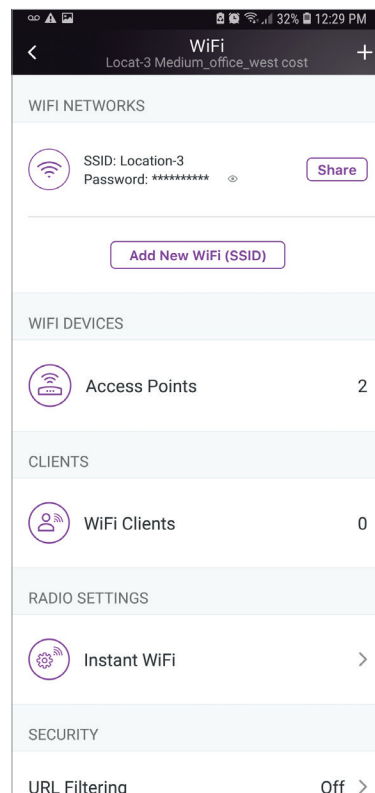 32% 12:29 PM
WiFi
Locat-3 Medium_office_west cost
WIFI NETWORKS
SSID: Location-3
Password: **********
Share
Add New WiFi (SSID)
WIFI DEVICES
Access Points 2
CLIENTS
WiFi Clients 0
RADIO SETTINGS
Instant WiFi
SECURITY
URL Filtering Off